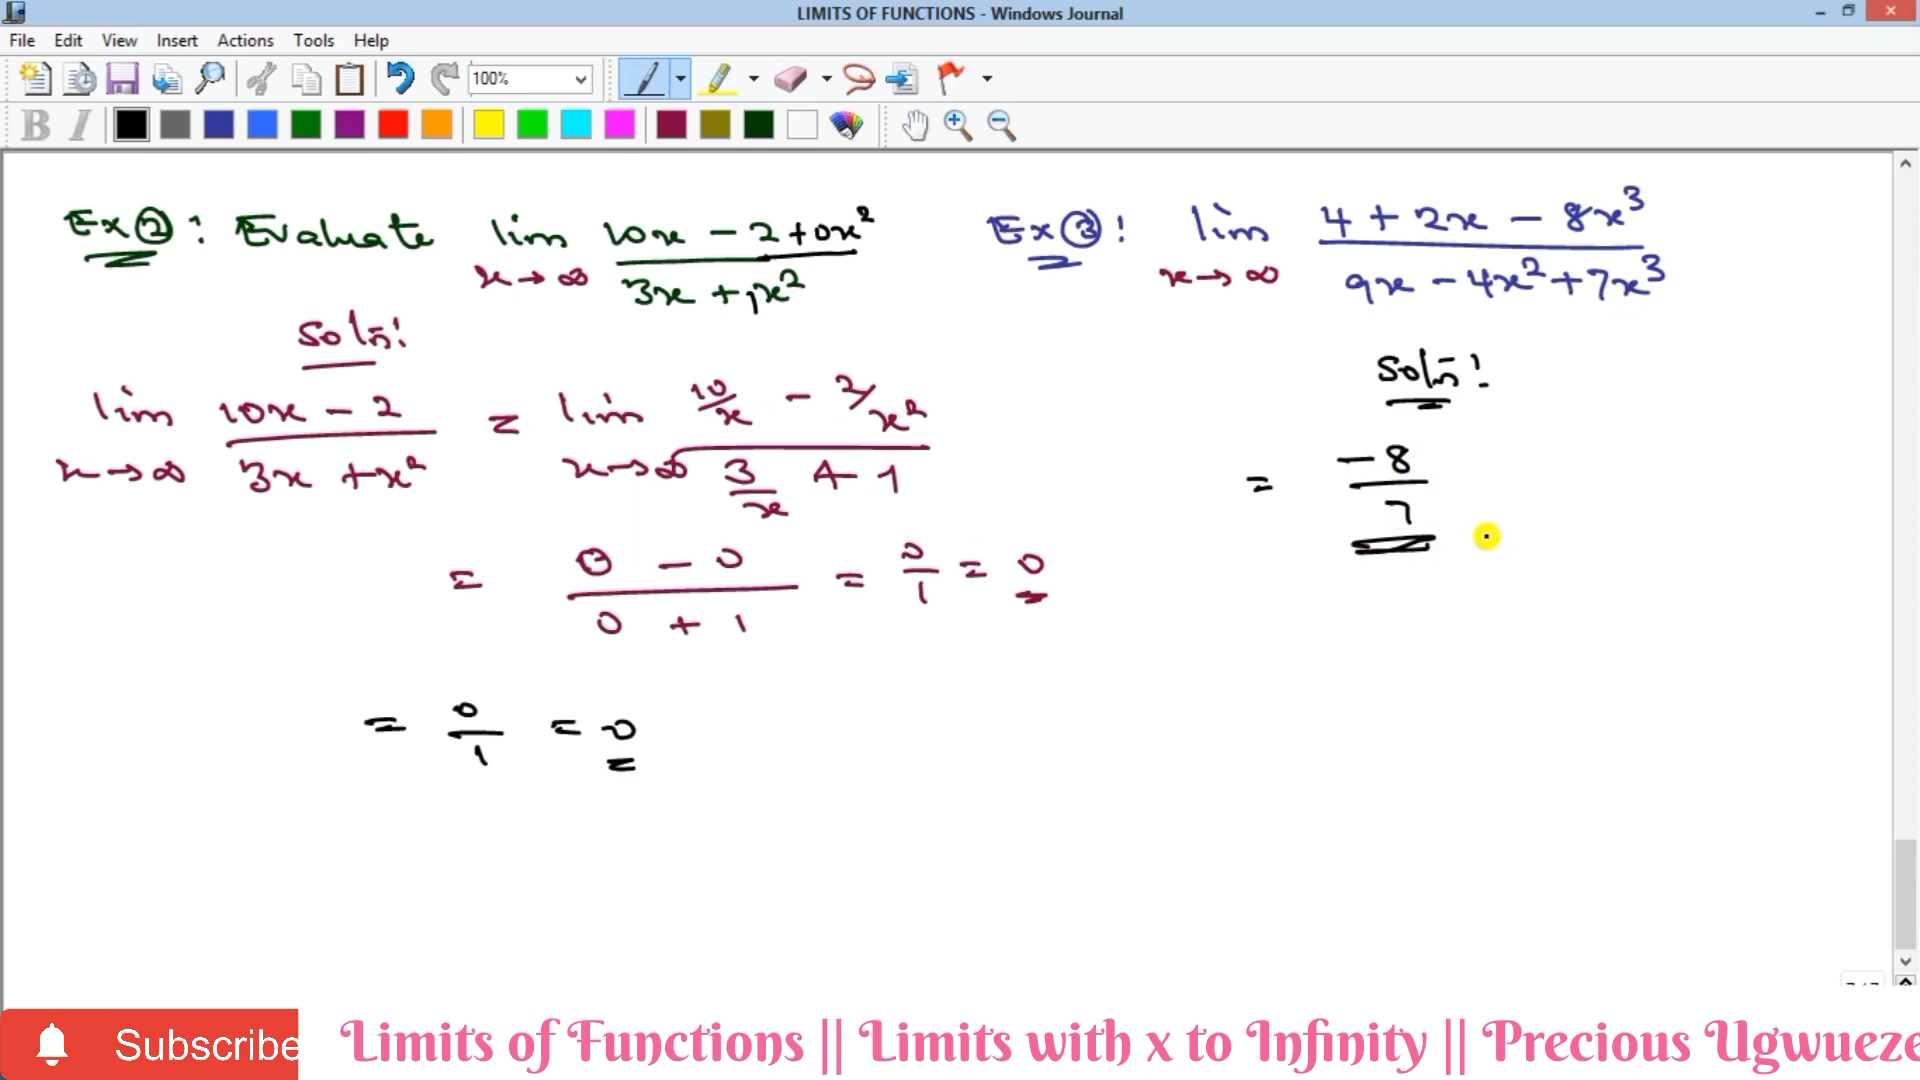 LIMITS OF FUNCTIONS - Windows Journal
File Edit View Insert Actions Tools Help
100%
B I
Ex ②: Evaluate lim x→∞ (10x - 2 + 0x²)/(3x + 1x²)
Soln:
lim x→∞ (10x - 2)/(3x + x²) = lim x→∞ (10/x - 2/x²)/(3/x + 1)
= (0 - 0)/(0 + 1) = 0/1 = 0
= 0/1 = 0
Ex ③: lim x→∞ (4 + 2x - 8x³)/(9x - 4x² + 7x³)
Soln:
= -8/7
Subscribe
Limits of Functions || Limits with x to Infinity || Precious Ugwueze